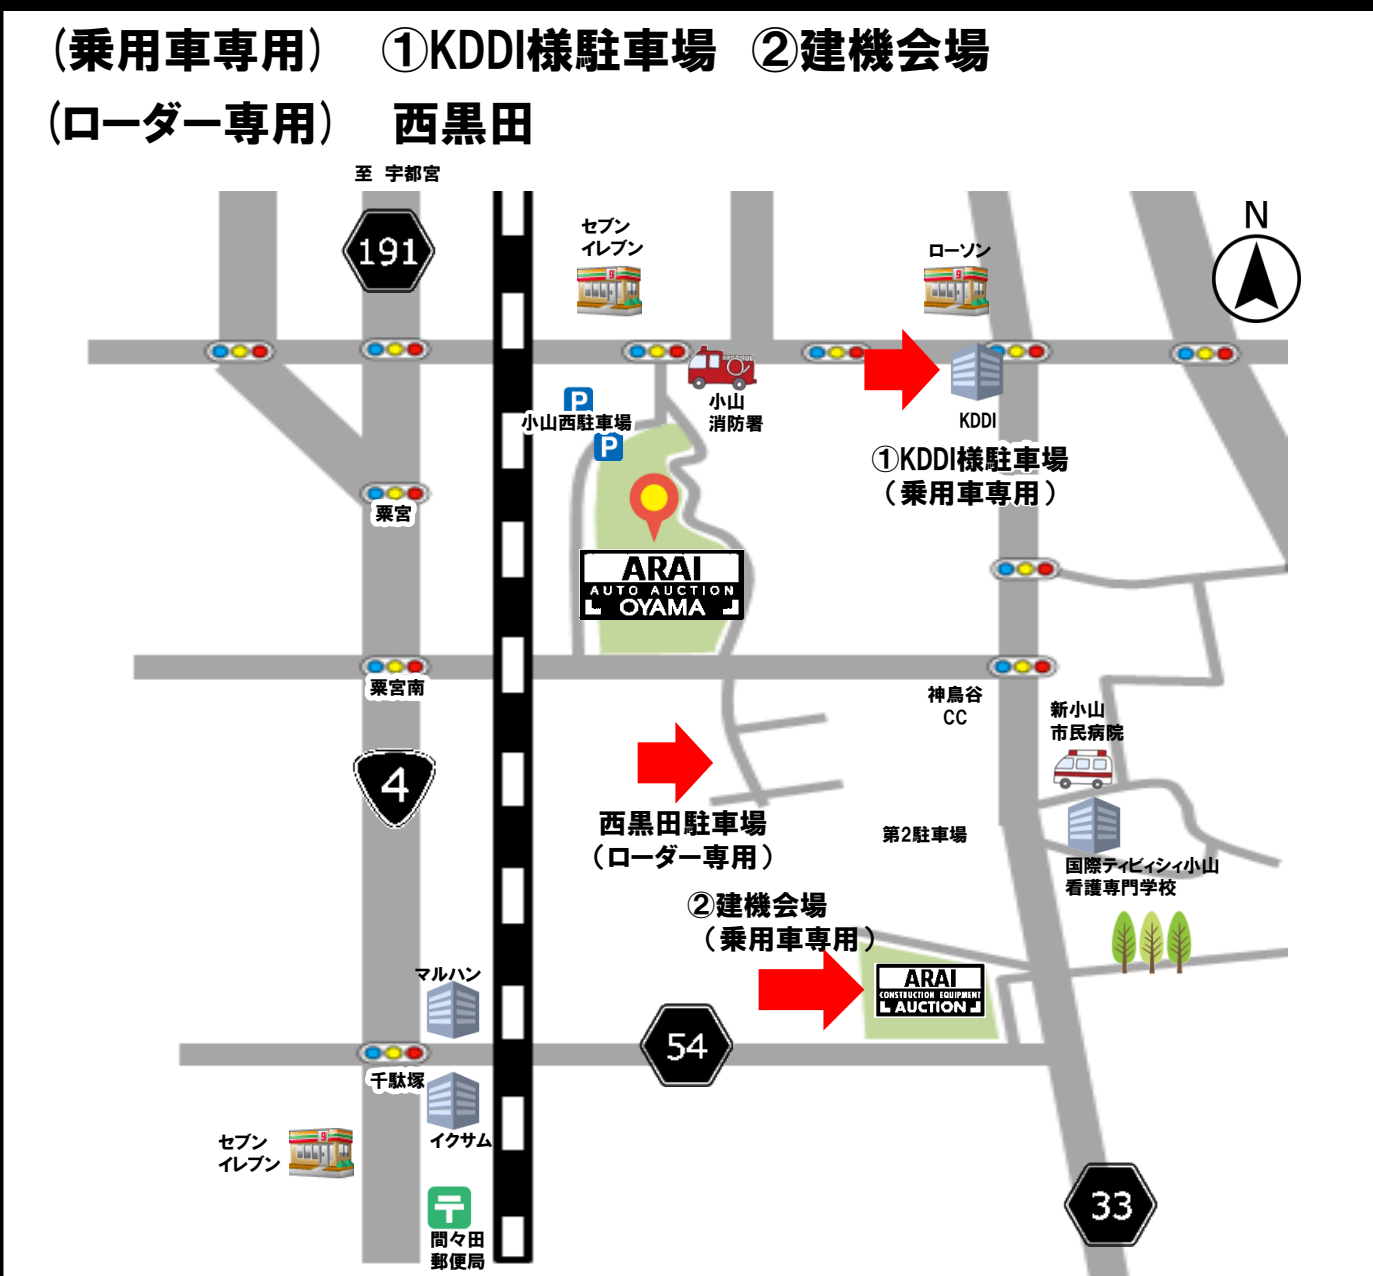 (乗用車専用)　①KDDI様駐車場　②建機会場
(ローダー専用)　西黒田
至 宇都宮
191
セブン
イレブン
ローソン
N
小山
消防署
P
小山西駐車場
P
KDDI
①KDDI様駐車場
(乗用車専用)
粟宮
ARAI
AUTO AUCTION
OYAMA
粟宮南
神鳥谷
CC
新小山
市民病院
4
西黒田駐車場
(ローダー専用)
第2駐車場
国際ティビィシィ小山
看護専門学校
②建機会場
(乗用車専用)
マルハン
ARAI
CONSTRUCTION EQUIPMENT
AUCTION
54
千駄塚
イクサム
セブン
イレブン
33
間々田
郵便局